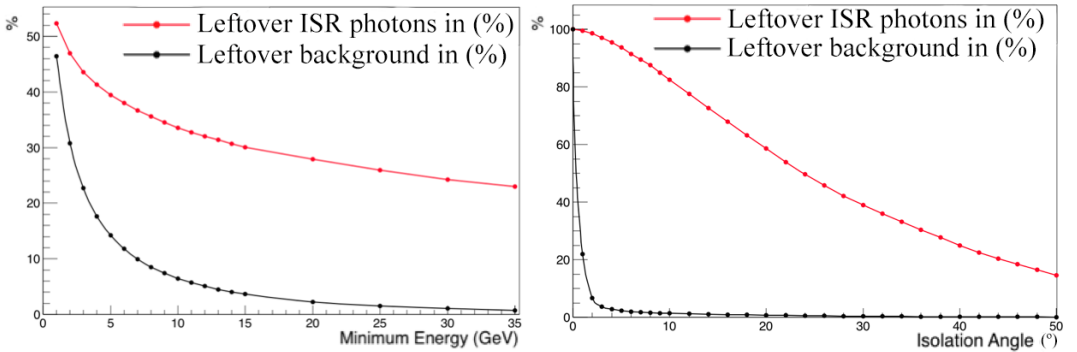 %
Leftover ISR photons in (%)
Leftover background in (%)
50
40
30
20
10
0
0 5 10 15 20 25 30 35
Minimum Energy (GeV)
%
Leftover ISR photons in (%)
Leftover background in (%)
100
80
60
40
20
0
0 10 20 30 40 50
Isolation Angle (°)